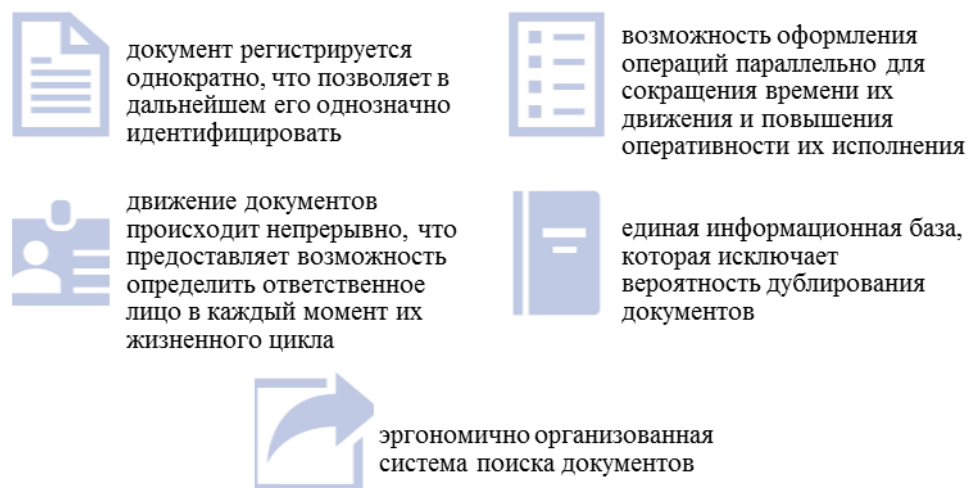 документ регистрируется
однократно, что позволяет в
дальнейшем его однозначно
идентифицировать
возможность оформления
операций параллельно для
сокращения времени их
движения и повышения
оперативности их исполнения
движение документов
происходит непрерывно, что
предоставляет возможность
определить ответственное
лицо в каждый момент их
жизненного цикла
единая информационная база,
которая исключает
вероятность дублирования
документов
эргономично организованная
система поиска документов